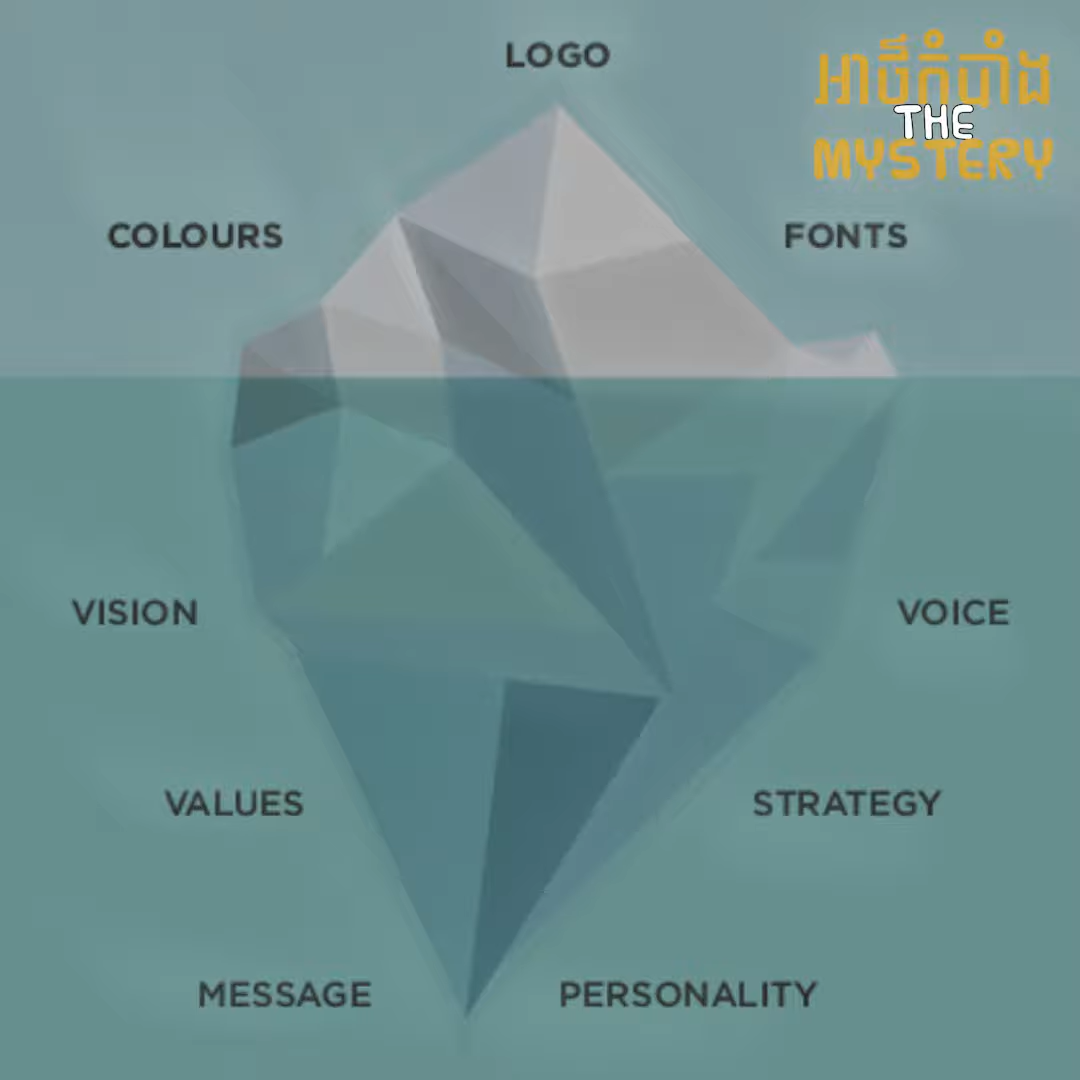 LOGO
អាថ៌កំបាំង
THE
MYSTERY
COLOURS
FONTS
VISION
VOICE
VALUES
STRATEGY
MESSAGE
PERSONALITY